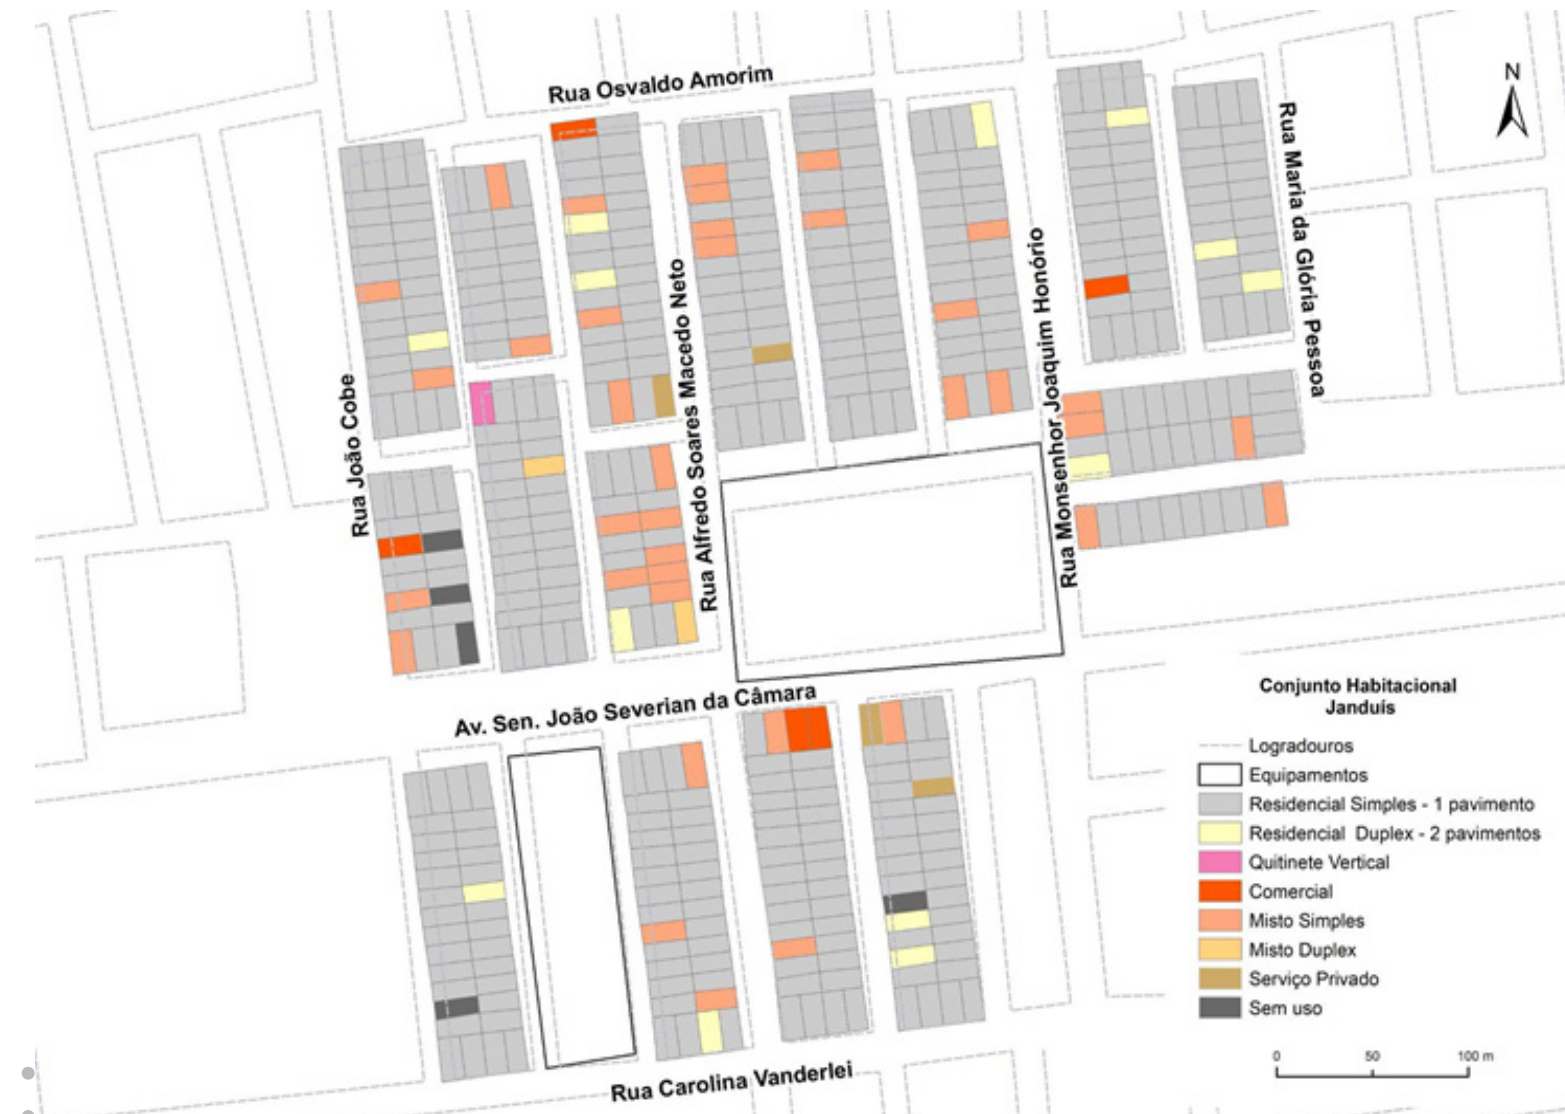 Rua Osvaldo Amorim
N
Rua Maria da Glória Pessoa
Rua Monsenhor Joaquim Honório
Rua Alfredo Soares Macedo Neto
Rua João Cobe
Av. Sen. João Severian da Câmara
Rua Carolina Vanderlei
Conjunto Habitacional
Janduís
Logradouros
Equipamentos
Residencial Simples - 1 pavimento
Residencial Duplex - 2 pavimentos
Quitinete Vertical
Comercial
Misto Simples
Misto Duplex
Serviço Privado
Sem uso
0 50 100 m